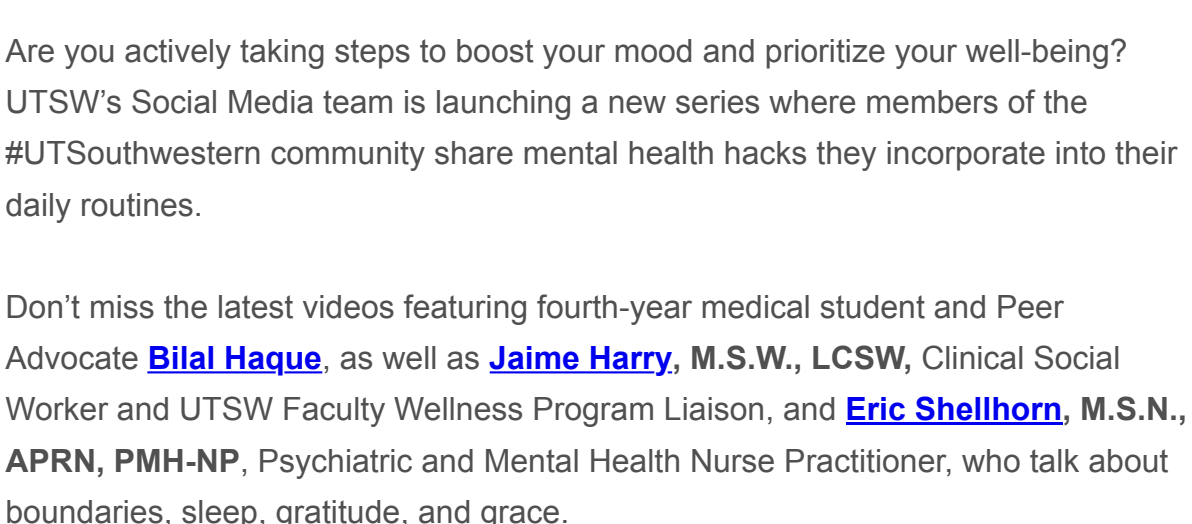 Are you actively taking steps to boost your mood and prioritize your well-being?
UTSW’s Social Media team is launching a new series where members of the
#UTSouthwestern community share mental health hacks they incorporate into their
daily routines.
Don’t miss the latest videos featuring fourth-year medical student and Peer
Advocate Bilal Haque, as well as Jaime Harry, M.S.W., LCSW, Clinical Social
Worker and UTSW Faculty Wellness Program Liaison, and Eric Shellhorn, M.S.N.,
APRN, PMH-NP, Psychiatric and Mental Health Nurse Practitioner, who talk about
boundaries, sleep, gratitude, and grace.